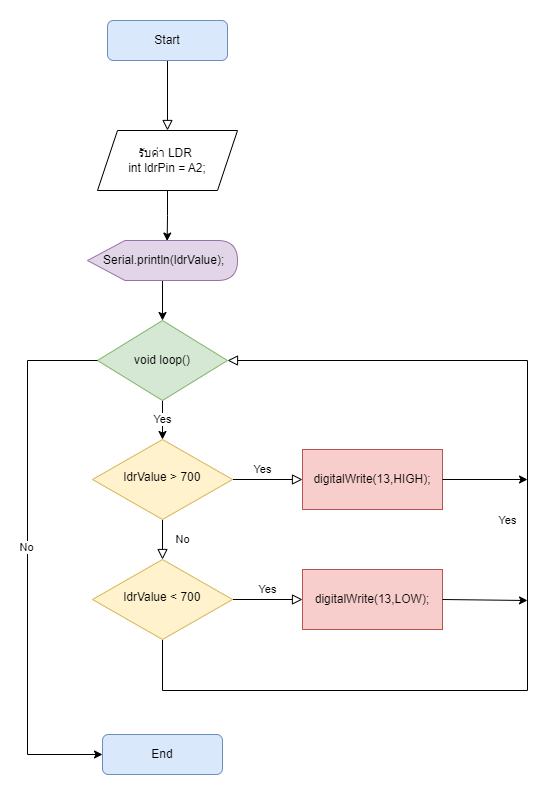 Start
รับค่า LDR
int ldrPin = A2;
Serial.println(ldrValue);
void loop()
Yes
ldrValue > 700
Yes
digitalWrite(13,HIGH);
Yes
No
No
ldrValue < 700
Yes
digitalWrite(13,LOW);
End